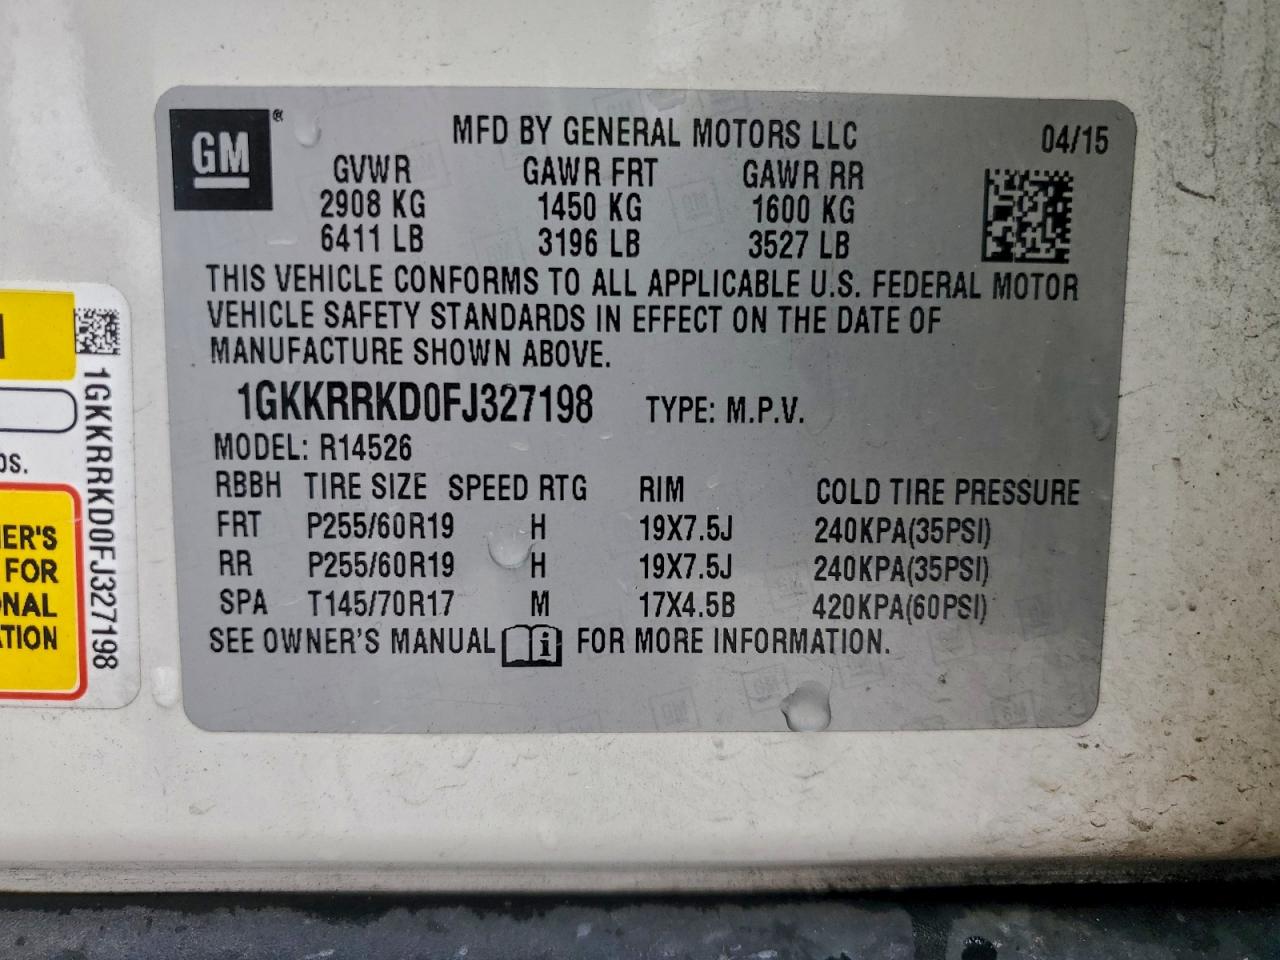 GM
MFD BY GENERAL MOTORS LLC 04/15
GVWR GAWR FRT GAWR RR
2908 KG 1450 KG 1600 KG
6411 LB 3196 LB 3527 LB
THIS VEHICLE CONFORMS TO ALL APPLICABLE U.S. FEDERAL MOTOR
VEHICLE SAFETY STANDARDS IN EFFECT ON THE DATE OF
MANUFACTURE SHOWN ABOVE.
1GKKRRKD0FJ327198 TYPE: M.P.V.
MODEL: R14526
RBBH TIRE SIZE SPEED RTG RIM COLD TIRE PRESSURE
FRT P255/60R19 H 19X7.5J 240KPA(35PSI)
RR P255/60R19 H 19X7.5J 240KPA(35PSI)
SPA T145/70R17 M 17X4.5B 420KPA(60PSI)
SEE OWNER'S MANUAL i FOR MORE INFORMATION.
1GKKRRKD0FJ327198
FOR